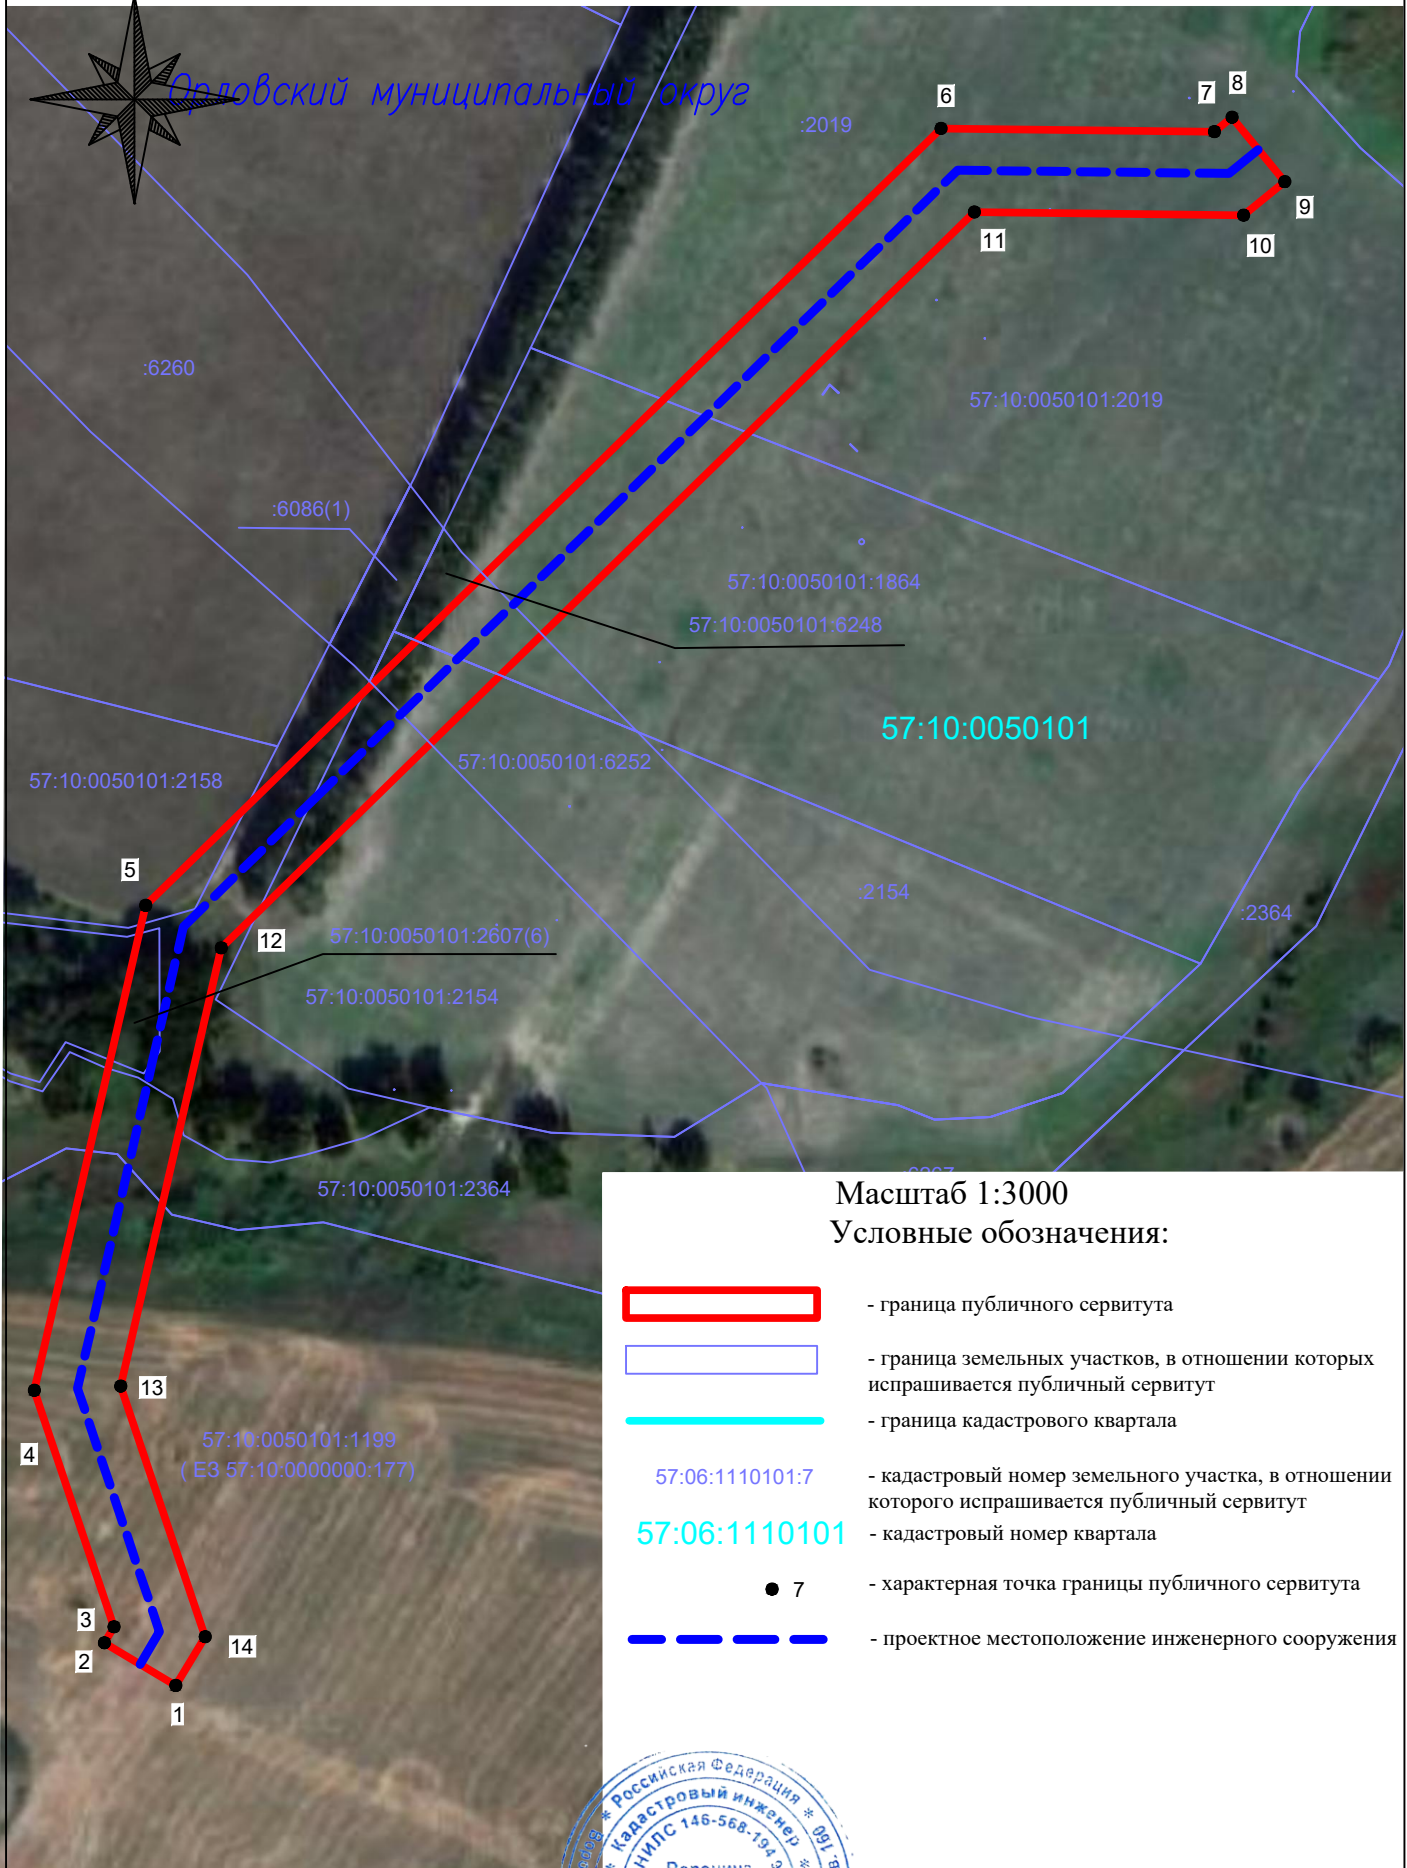 Орловский муниципальный округ
6
7
8
:2019
9
11
10
:6260
57:10:0050101:2019
:6086(1)
57:10:0050101:1864
57:10:0050101:6248
57:10:0050101
57:10:0050101:6252
57:10:0050101:2158
5
:2154
:2364
12
57:10:0050101:2607(6)
57:10:0050101:2154
57:10:0050101:2364
Масштаб 1:3000
Условные обозначения:
- граница публичного сервитута
- граница земельных участков, в отношении которых
испрашивается публичный сервитут
- граница кадастрового квартала
57:06:1110101:7
- кадастровый номер земельного участка, в отношении
которого испрашивается публичный сервитут
57:06:1110101
- кадастровый номер квартала
7
- характерная точка границы публичного сервитута
- проектное местоположение инженерного сооружения
13
4
57:10:0050101:1199
( ЕЗ 57:10:0000000:177)
3
14
2
1
* Российская Федерация *
* Кадастровый инженер *